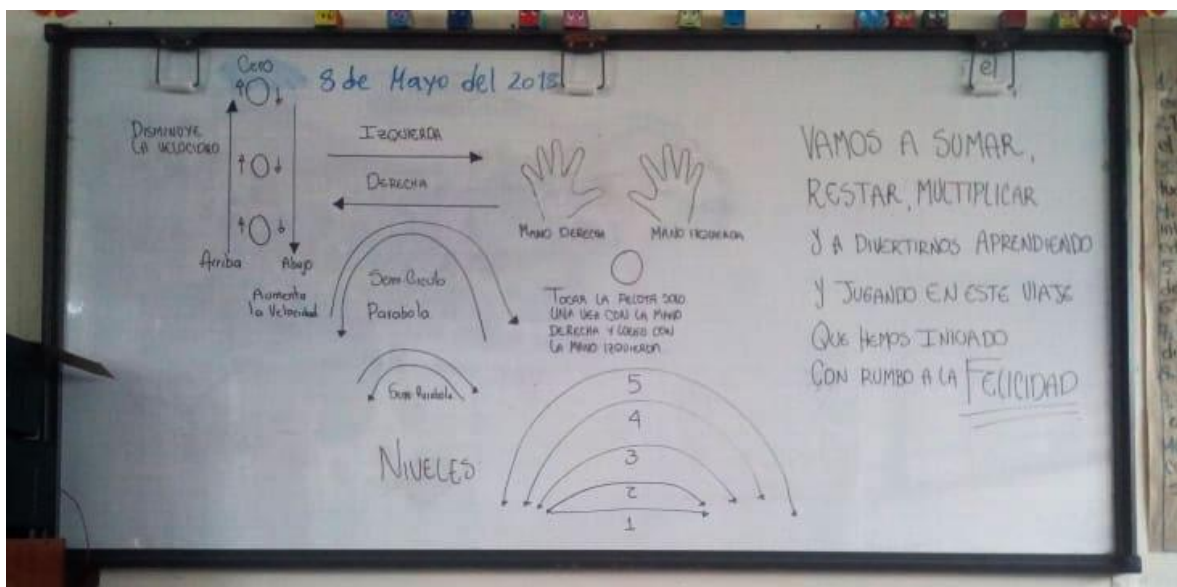 Cero
8 de Mayo del 2018
el
DISMINUYE
LA VELOCIDAD
Arriba
Abajo
Aumenta
la Velocidad
IZQUIERDA
DERECHA
MANO DERECHA
MANO IZQUIERDA
Semi Circulo
Parabola
Semi Parabola
TOCAR LA PELOTA SOLO
UNA VEZ CON LA MANO
DERECHA Y LUEGO CON
LA MANO IZQUIERDA
NIVELES
5
4
3
2
1
VAMOS A SUMAR,
RESTAR, MULTIPLICAR
Y A DIVERTIRNOS APRENDIENDO
Y JUGANDO EN ESTE VIAJE
QUE HEMOS INICIADO
CON RUMBO A LA FELICIDAD